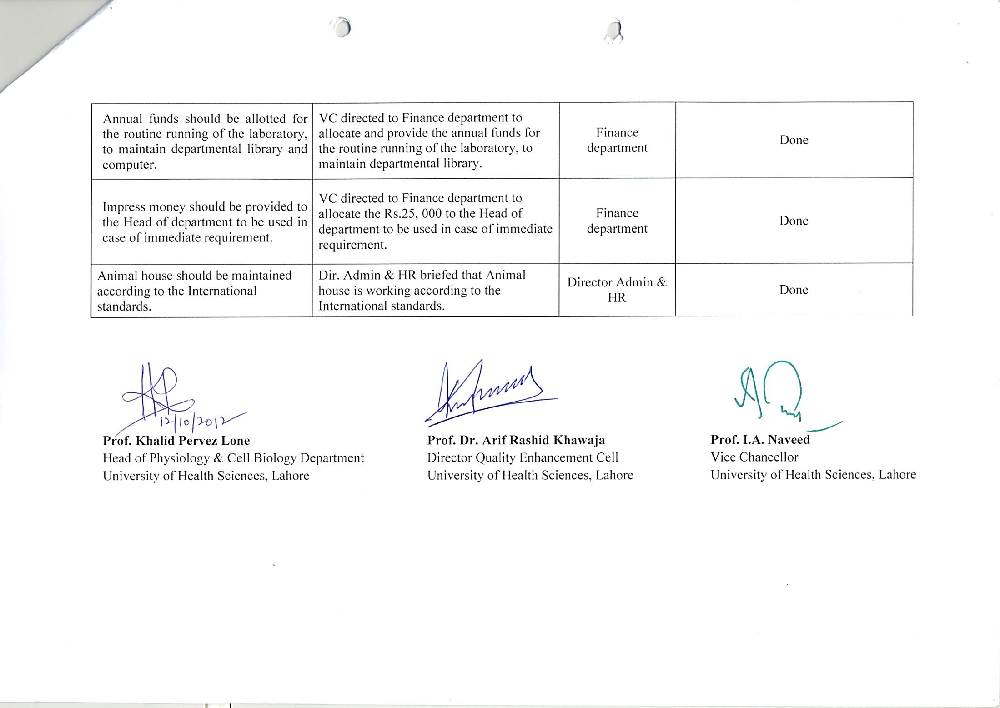 Annual funds should be allotted for
the routine running of the laboratory,
to maintain departmental library and
computer.
VC directed to Finance department to
allocate and provide the annual funds for
the routine running of the laboratory, to
maintain departmental library.
Finance
department
Done
Impress money should be provided to
the Head of department to be used in
case of immediate requirement.
VC directed to Finance department to
allocate the Rs.25, 000 to the Head of
department to be used in case of immediate
requirement.
Finance
department
Done
Animal house should be maintained
according to the International
standards.
Dir. Admin & HR briefed that Animal
house is working according to the
International standards.
Director Admin &
HR
Done
12/10/2012
Prof. Khalid Pervez Lone
Head of Physiology & Cell Biology Department
University of Health Sciences, Lahore
Prof. Dr. Arif Rashid Khawaja
Director Quality Enhancement Cell
University of Health Sciences, Lahore
Prof. I.A. Naveed
Vice Chancellor
University of Health Sciences, Lahore